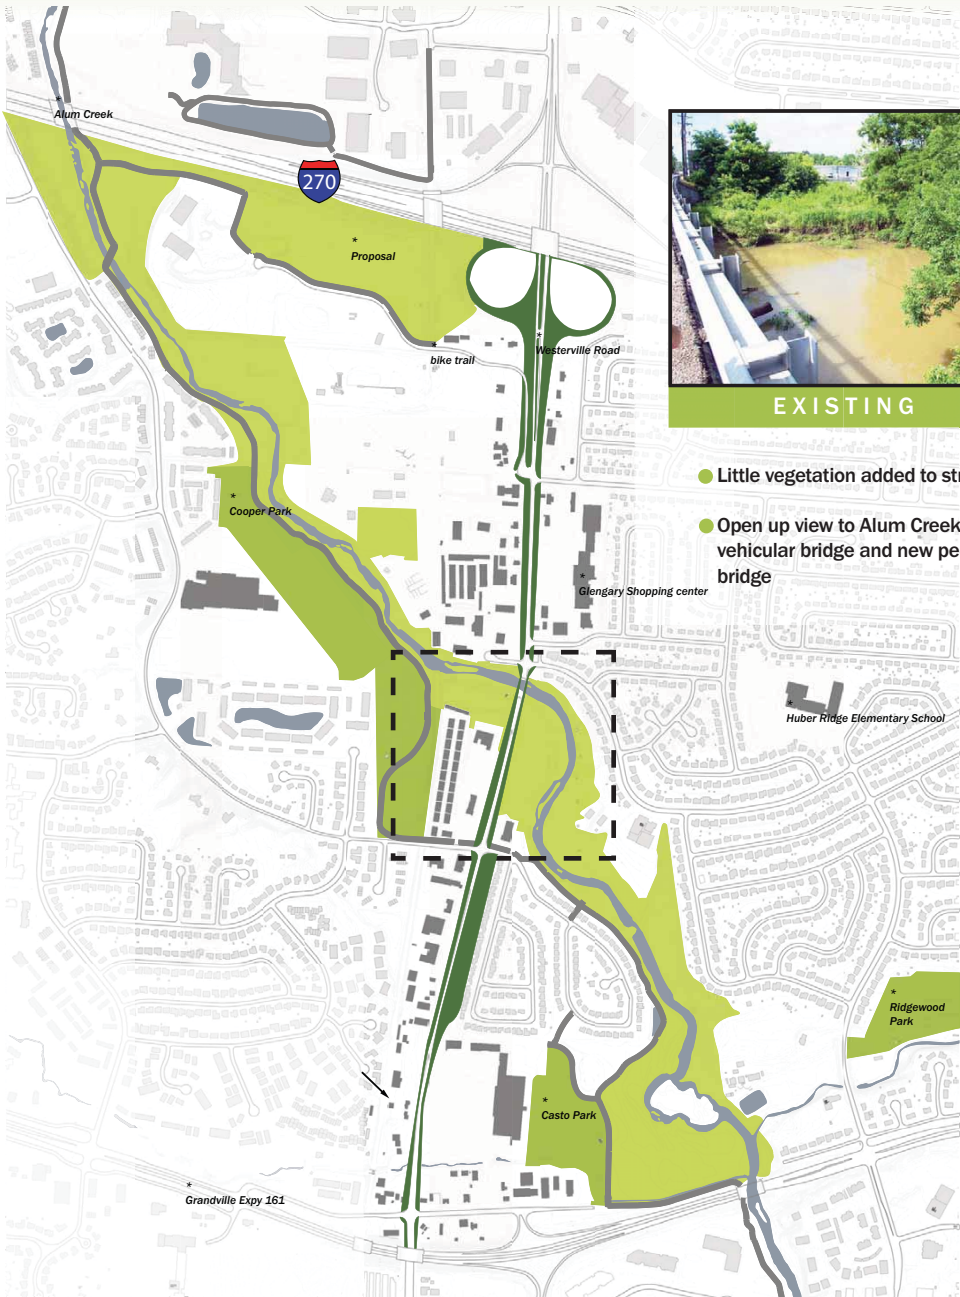 Alum Creek
270
Proposal
bike trail
Westerville Road
EXISTING
Little vegetation added to str
Open up view to Alum Creek
vehicular bridge and new pe
bridge
Cooper Park
Glengary Shopping center
Huber Ridge Elementary School
Ridgewood
Park
Casto Park
Grandville Expy 161